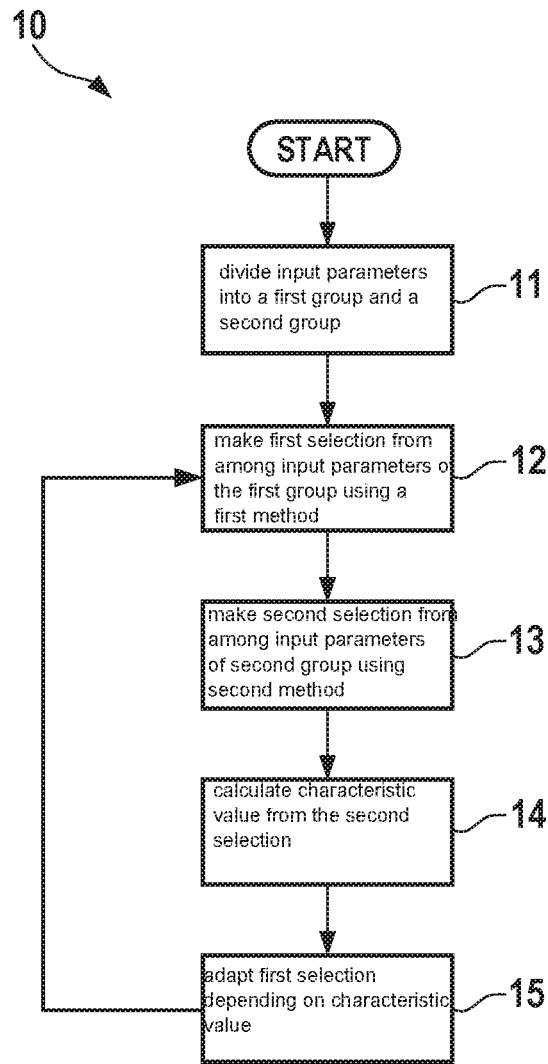 10
START
divide input parameters
into a first group and a
second group
11
make first selection from
among input parameters o
the first group using a
first method
12
make second selection from
among input parameters
of second group using
second method
13
calculate characteristic
value from the second
selection
14
adapt first selection
depending on characteristic
value
15